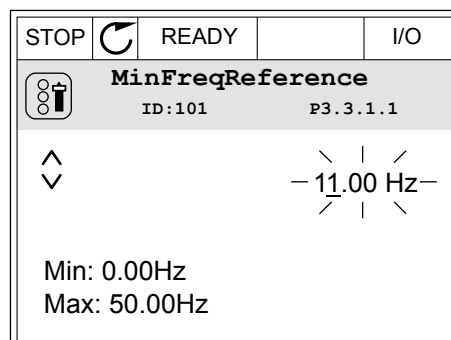 STOP READY I/O
MinFreqReference
ID:101 P3.3.1.1
11.00 Hz
Min: 0.00Hz
Max: 50.00Hz